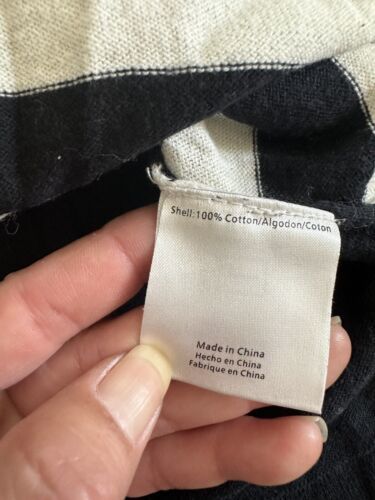 Shell:100% Cotton/Algodon/Coton
Made in China
Hecho en China
Fabrique en China